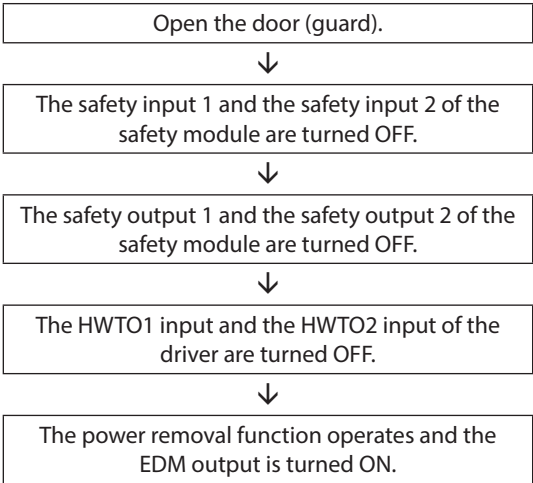 Open the door (guard).
↓
The safety input 1 and the safety input 2 of the
safety module are turned OFF.
↓
The safety output 1 and the safety output 2 of the
safety module are turned OFF.
↓
The HWTO1 input and the HWTO2 input of the
driver are turned OFF.
↓
The power removal function operates and the
EDM output is turned ON.